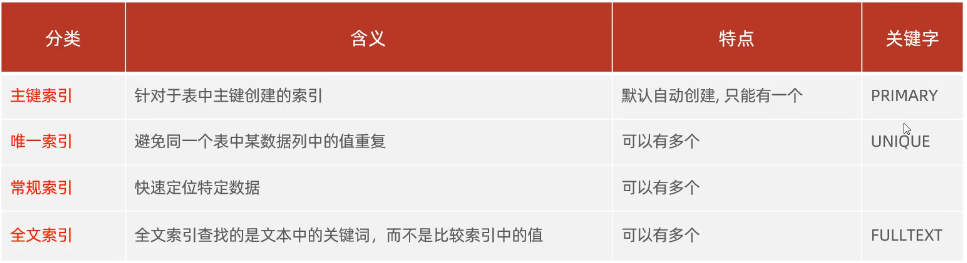 分类 含义 特点 关键字
主键索引 针对于表中主键创建的索引 默认自动创建, 只能有一个 PRIMARY
唯一索引 避免同一个表中某数据列中的值重复 可以有多个 UNIQUE
常规索引 快速定位特定数据 可以有多个
全文索引 全文索引查找的是文本中的关键词，而不是比较索引中的值 可以有多个 FULLTEXT